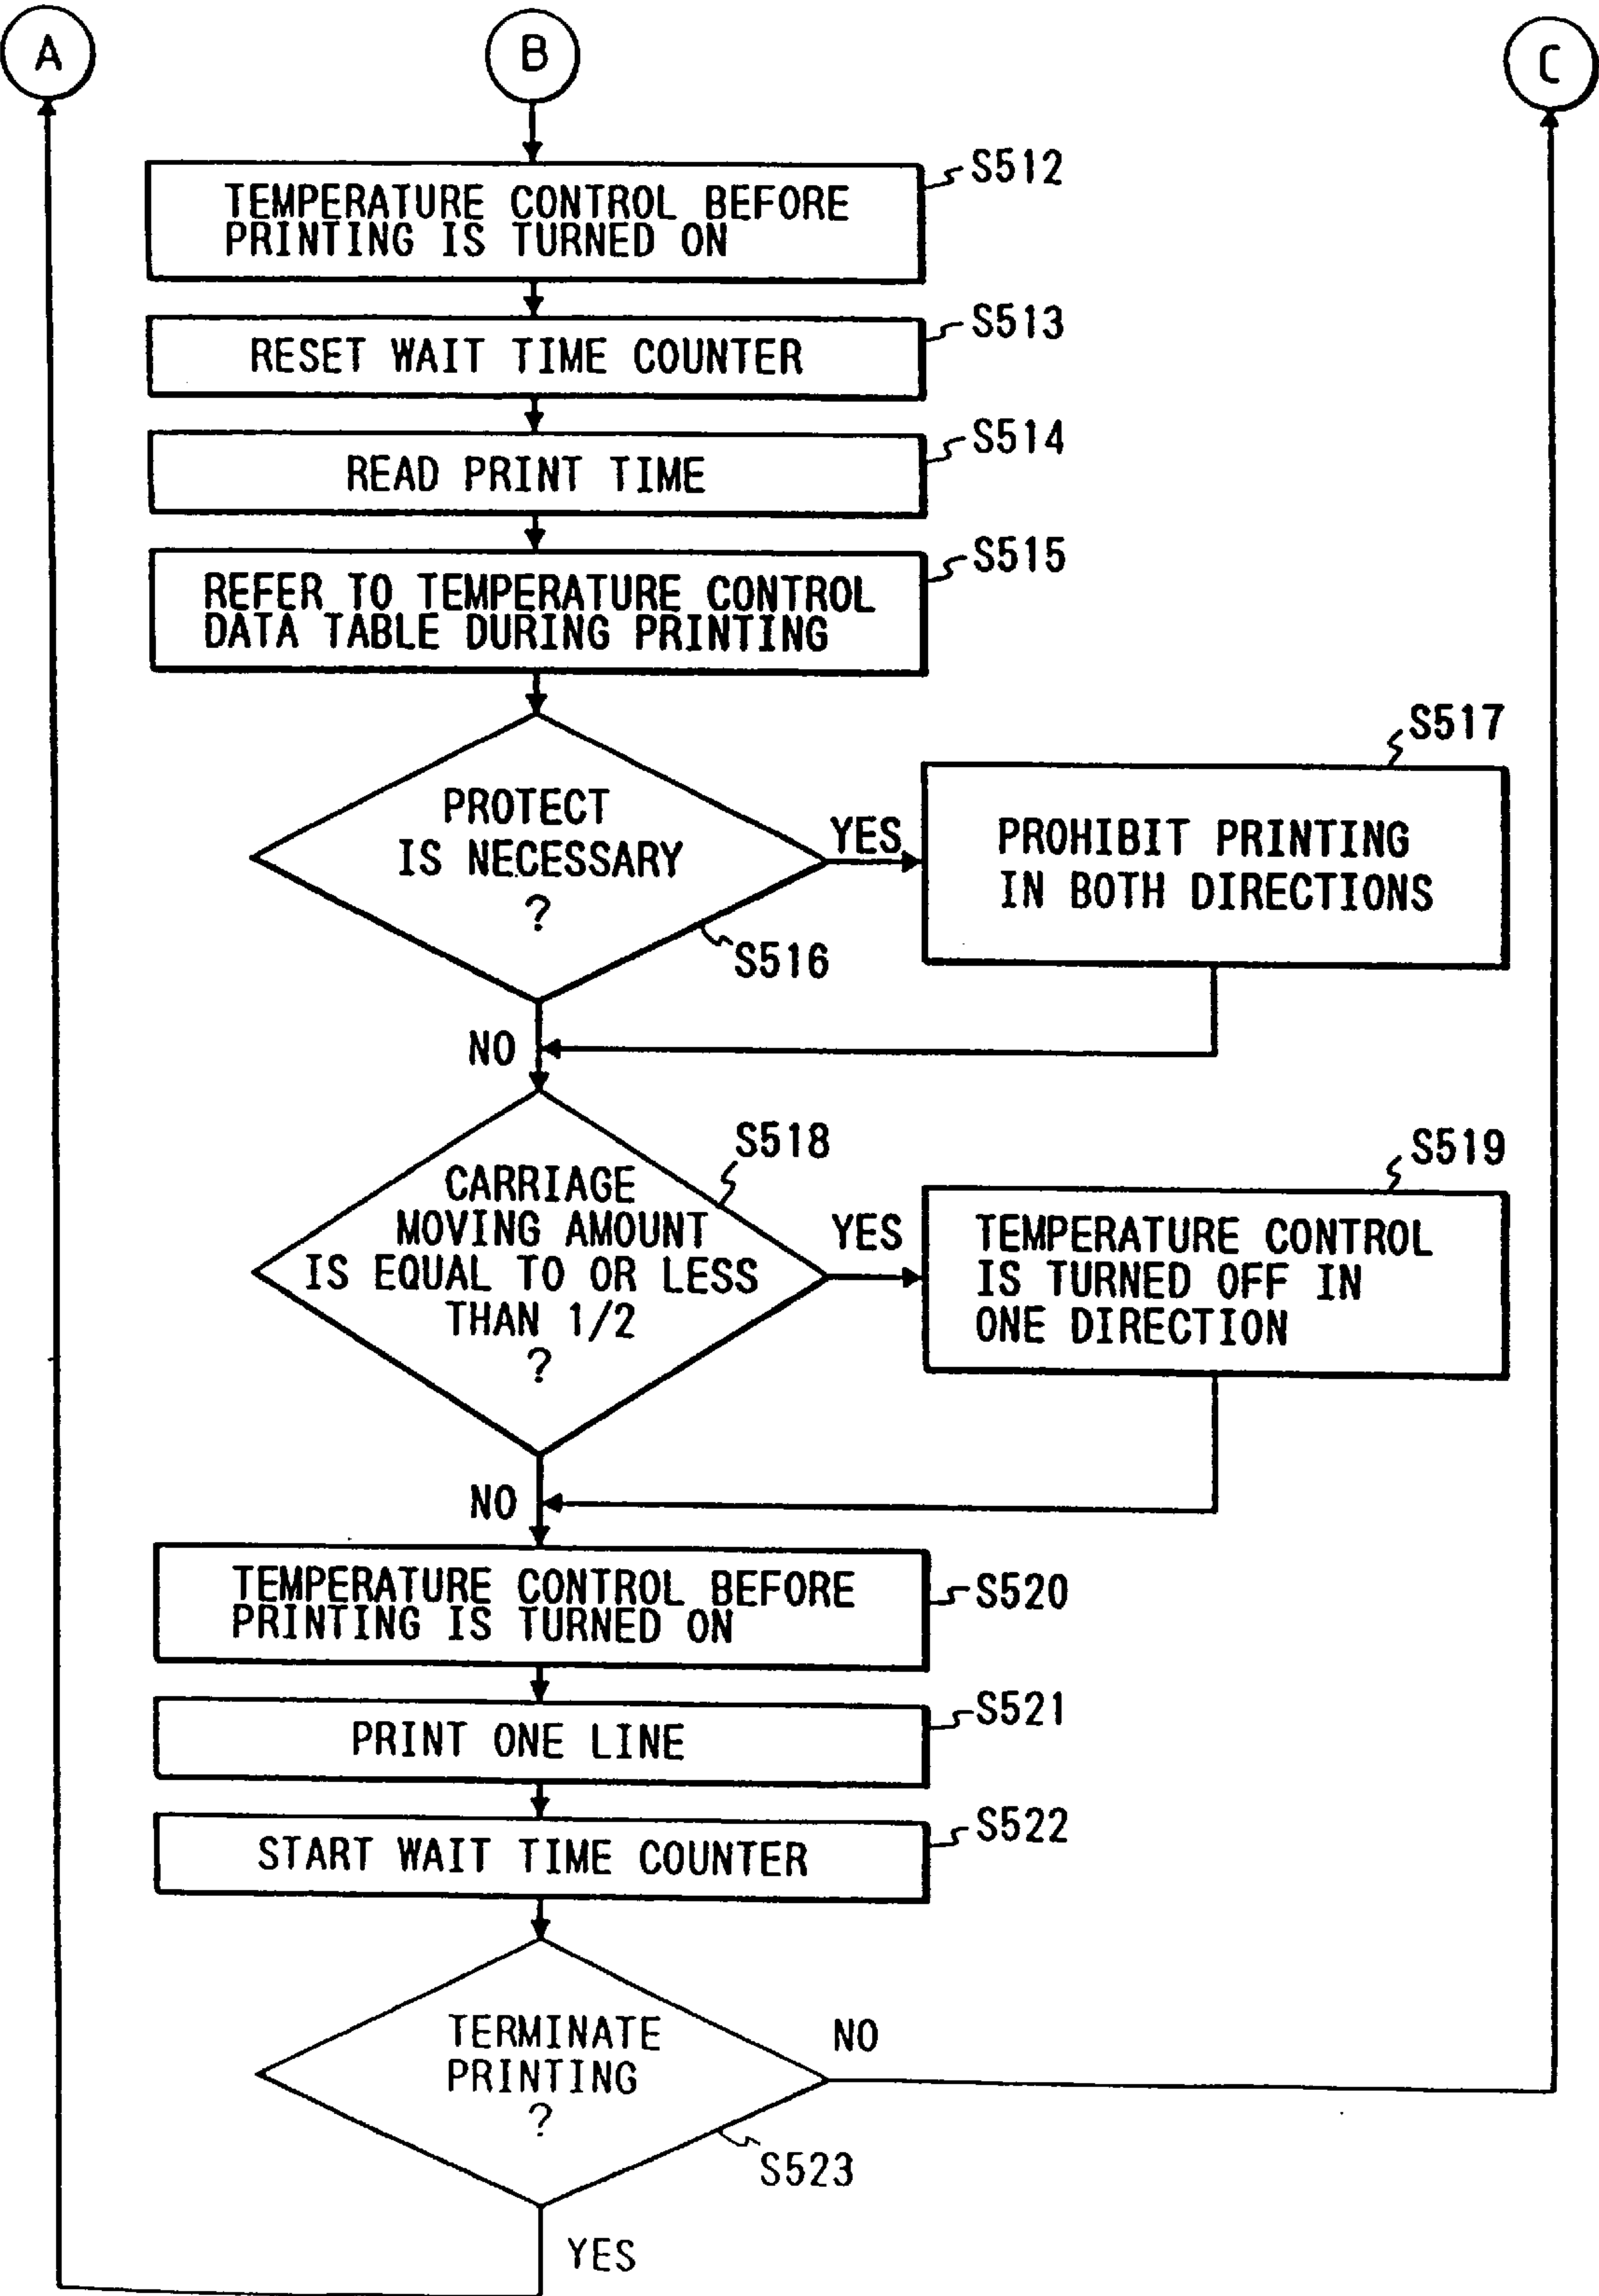 A
B
C
S512
TEMPERATURE CONTROL BEFORE
PRINTING IS TURNED ON
S513
RESET WAIT TIME COUNTER
S514
READ PRINT TIME
S515
REFER TO TEMPERATURE CONTROL
DATA TABLE DURING PRINTING
PROTECT
IS NECESSARY
?
S516
YES
S517
PROHIBIT PRINTING
IN BOTH DIRECTIONS
NO
S518
CARRIAGE
MOVING AMOUNT
IS EQUAL TO OR LESS
THAN 1/2
?
YES
S519
TEMPERATURE CONTROL
IS TURNED OFF IN
ONE DIRECTION
NO
TEMPERATURE CONTROL BEFORE
PRINTING IS TURNED ON
S520
S521
PRINT ONE LINE
S522
START WAIT TIME COUNTER
TERMINATE
PRINTING
?
NO
S523
YES